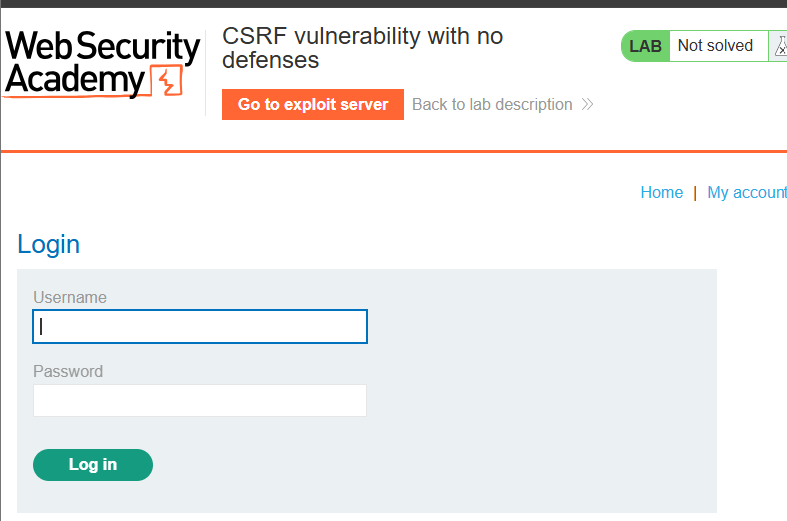 Web Security
Academy
CSRF vulnerability with no
defenses
LAB Not solved
Go to exploit server Back to lab description
Home | My account
Login
Username
Password
Log in